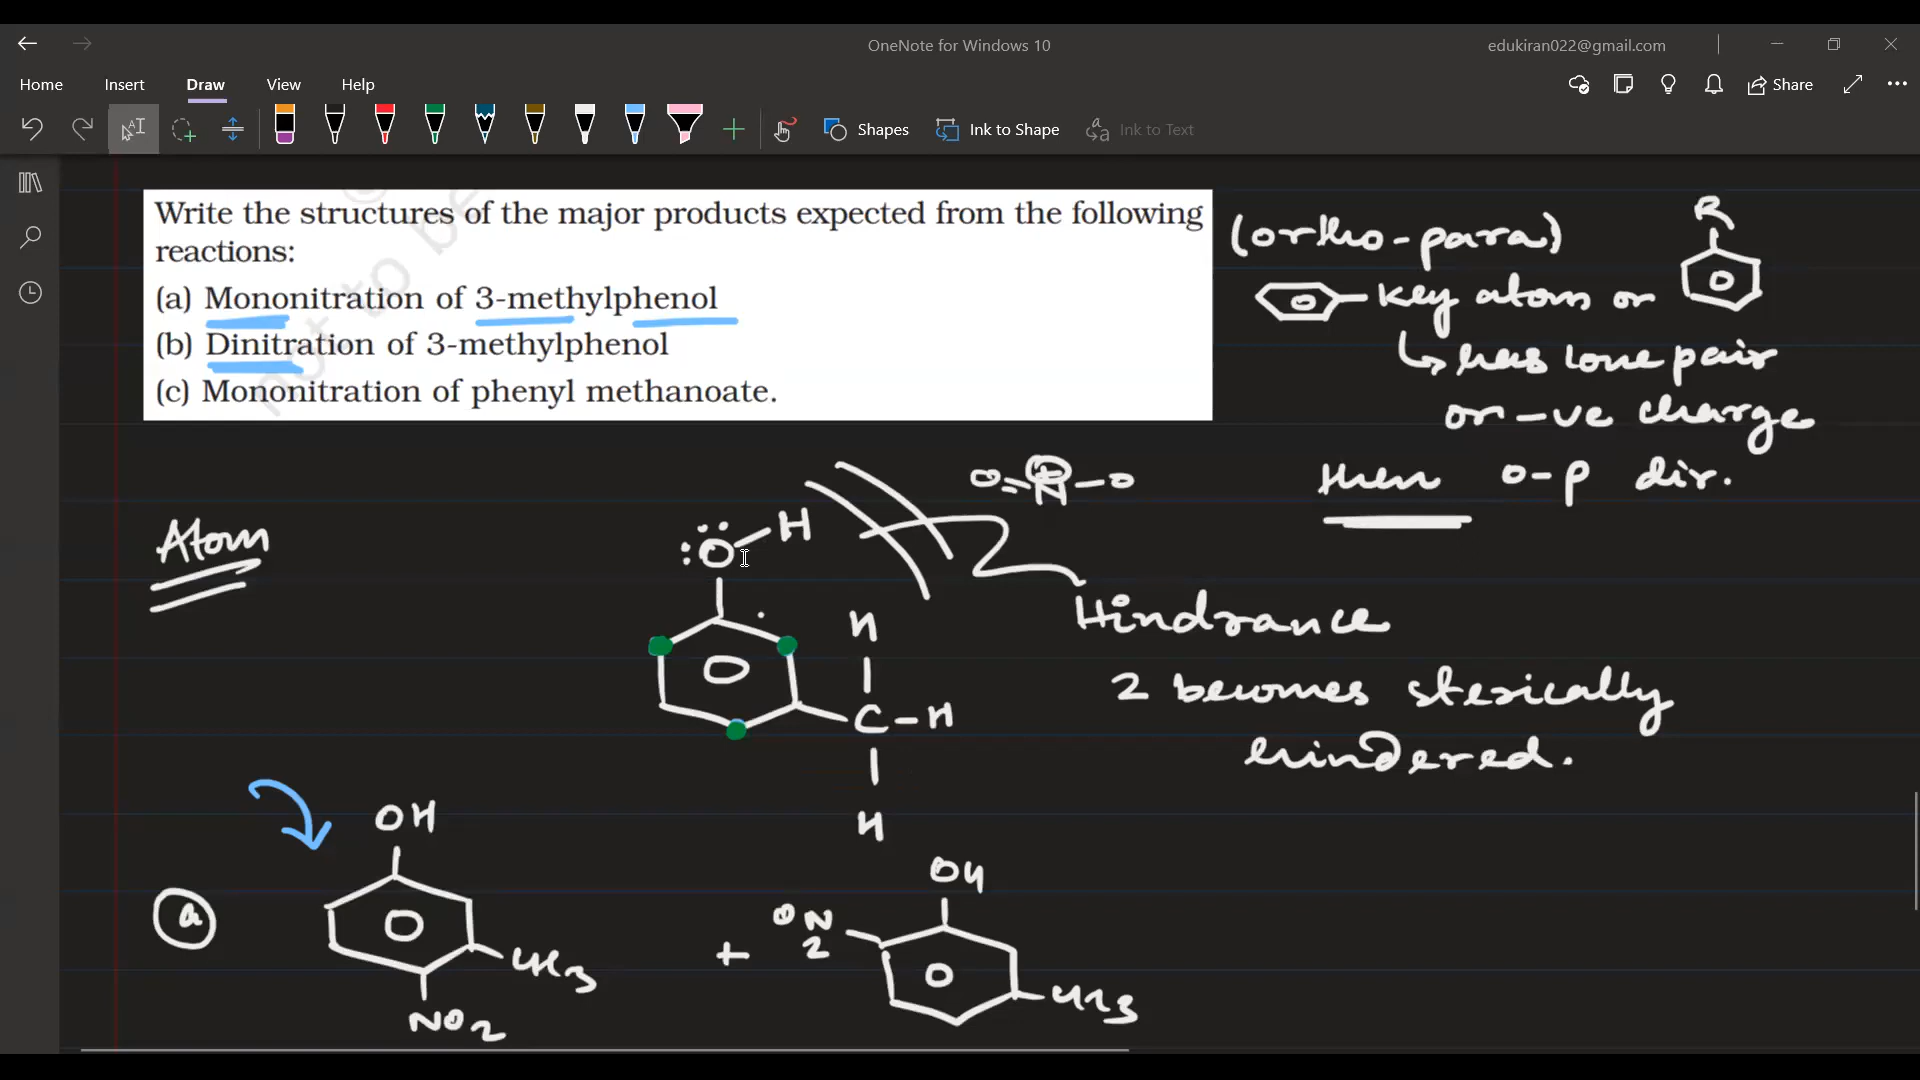 OneNote for Windows 10
edukiran022@gmail.com
Home Insert Draw View Help
Share
Shapes Ink to Shape Ink to Text
not to be
Write the structures of the major products expected from the following
reactions:
(a) Mononitration of 3-methylphenol
(b) Dinitration of 3-methylphenol
(c) Mononitration of phenyl methanoate.
(ortho-para)
R
key atom or
↳ has lone pair
or -ve charge
then o-p dir.
Atom
O=N-O
:O-H
Hindrance
2 becomes sterically
hindered.
H
C-H
H
(a)
OH
CH3
NO2
+
O2N
OH
CH3